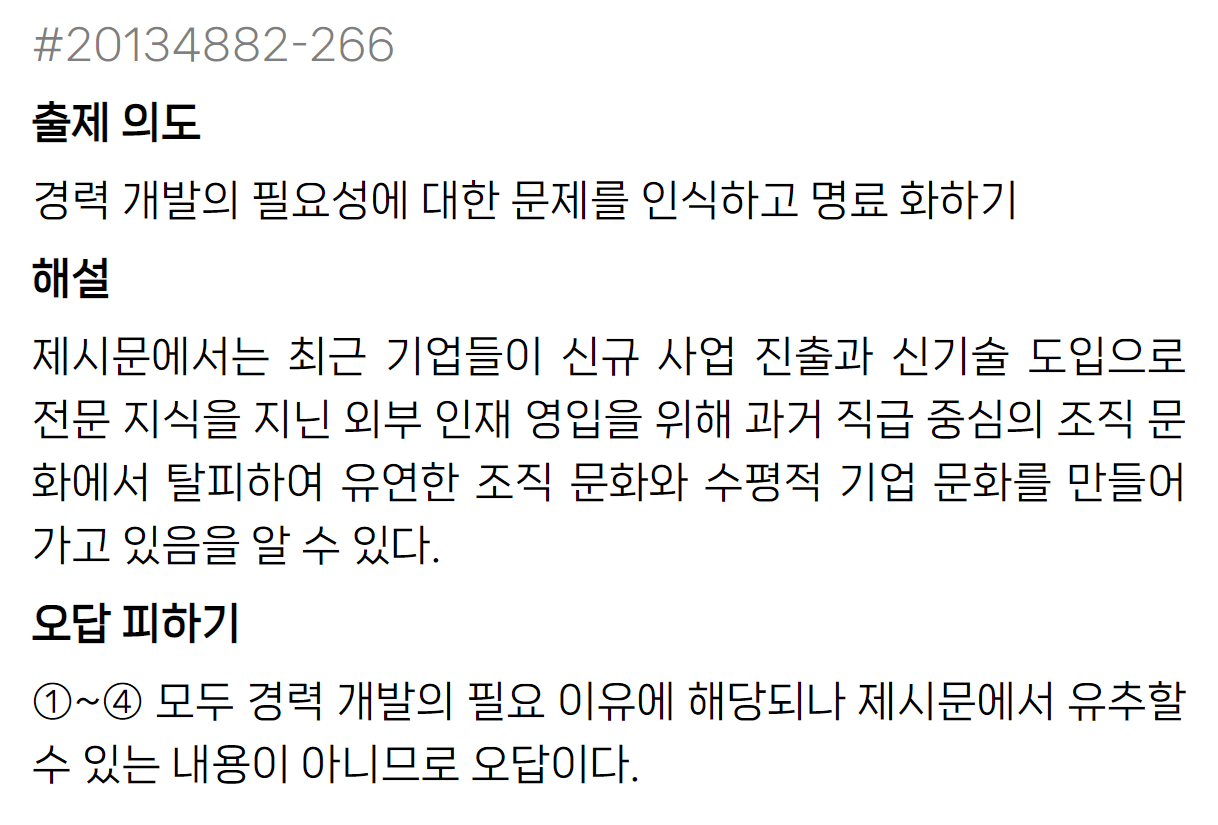 #20134882-266
출제 의도
경력 개발의 필요성에 대한 문제를 인식하고 명료 화하기
해설
제시문에서는 최근 기업들이 신규 사업 진출과 신기술 도입으로
전문 지식을 지닌 외부 인재 영입을 위해 과거 직급 중심의 조직 문
화에서 탈피하여 유연한 조직 문화와 수평적 기업 문화를 만들어
가고 있음을 알 수 있다.
오답 피하기
①~④ 모두 경력 개발의 필요 이유에 해당되나 제시문에서 유추할
수 있는 내용이 아니므로 오답이다.